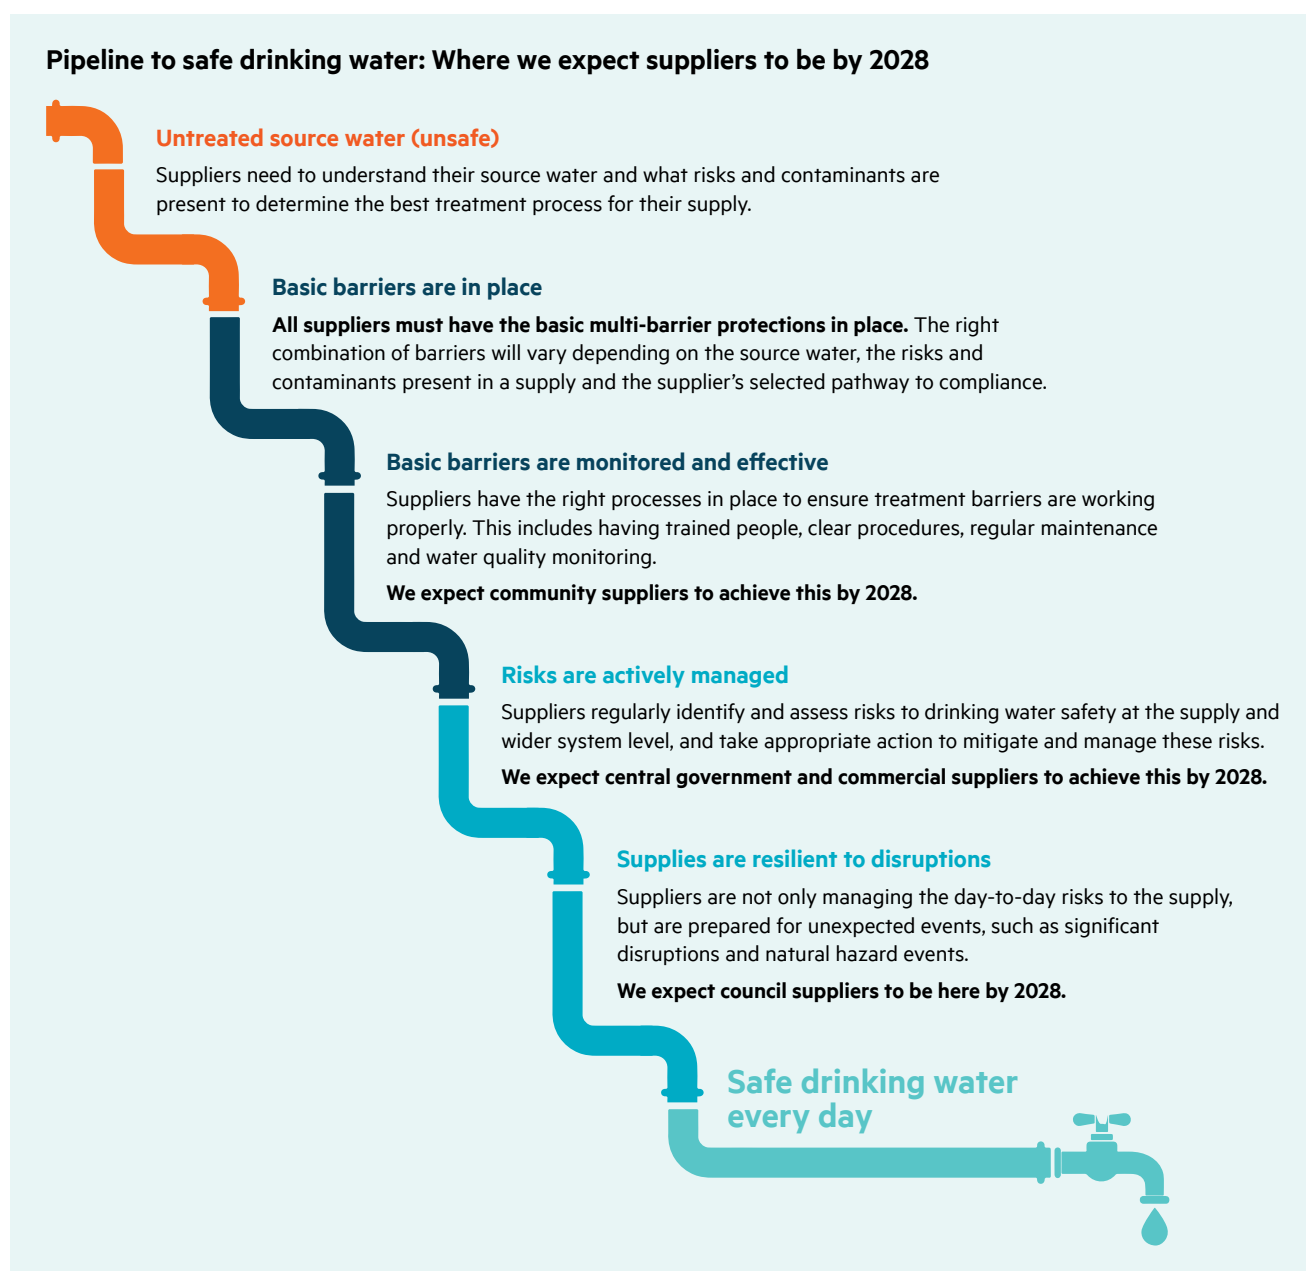 Pipeline to safe drinking water: Where we expect suppliers to be by 2028
Untreated source water (unsafe)
Suppliers need to understand their source water and what risks and contaminants are
present to determine the best treatment process for their supply.
Basic barriers are in place
All suppliers must have the basic multi-barrier protections in place. The right
combination of barriers will vary depending on the source water, the risks and
contaminants present in a supply and the supplier’s selected pathway to compliance.
Basic barriers are monitored and effective
Suppliers have the right processes in place to ensure treatment barriers are working
properly. This includes having trained people, clear procedures, regular maintenance
and water quality monitoring.
We expect community suppliers to achieve this by 2028.
Risks are actively managed
Suppliers regularly identify and assess risks to drinking water safety at the supply and
wider system level, and take appropriate action to mitigate and manage these risks.
We expect central government and commercial suppliers to achieve this by 2028.
Supplies are resilient to disruptions
Suppliers are not only managing the day-to-day risks to the supply,
but are prepared for unexpected events, such as significant
disruptions and natural hazard events.
We expect council suppliers to be here by 2028.
Safe drinking water
every day